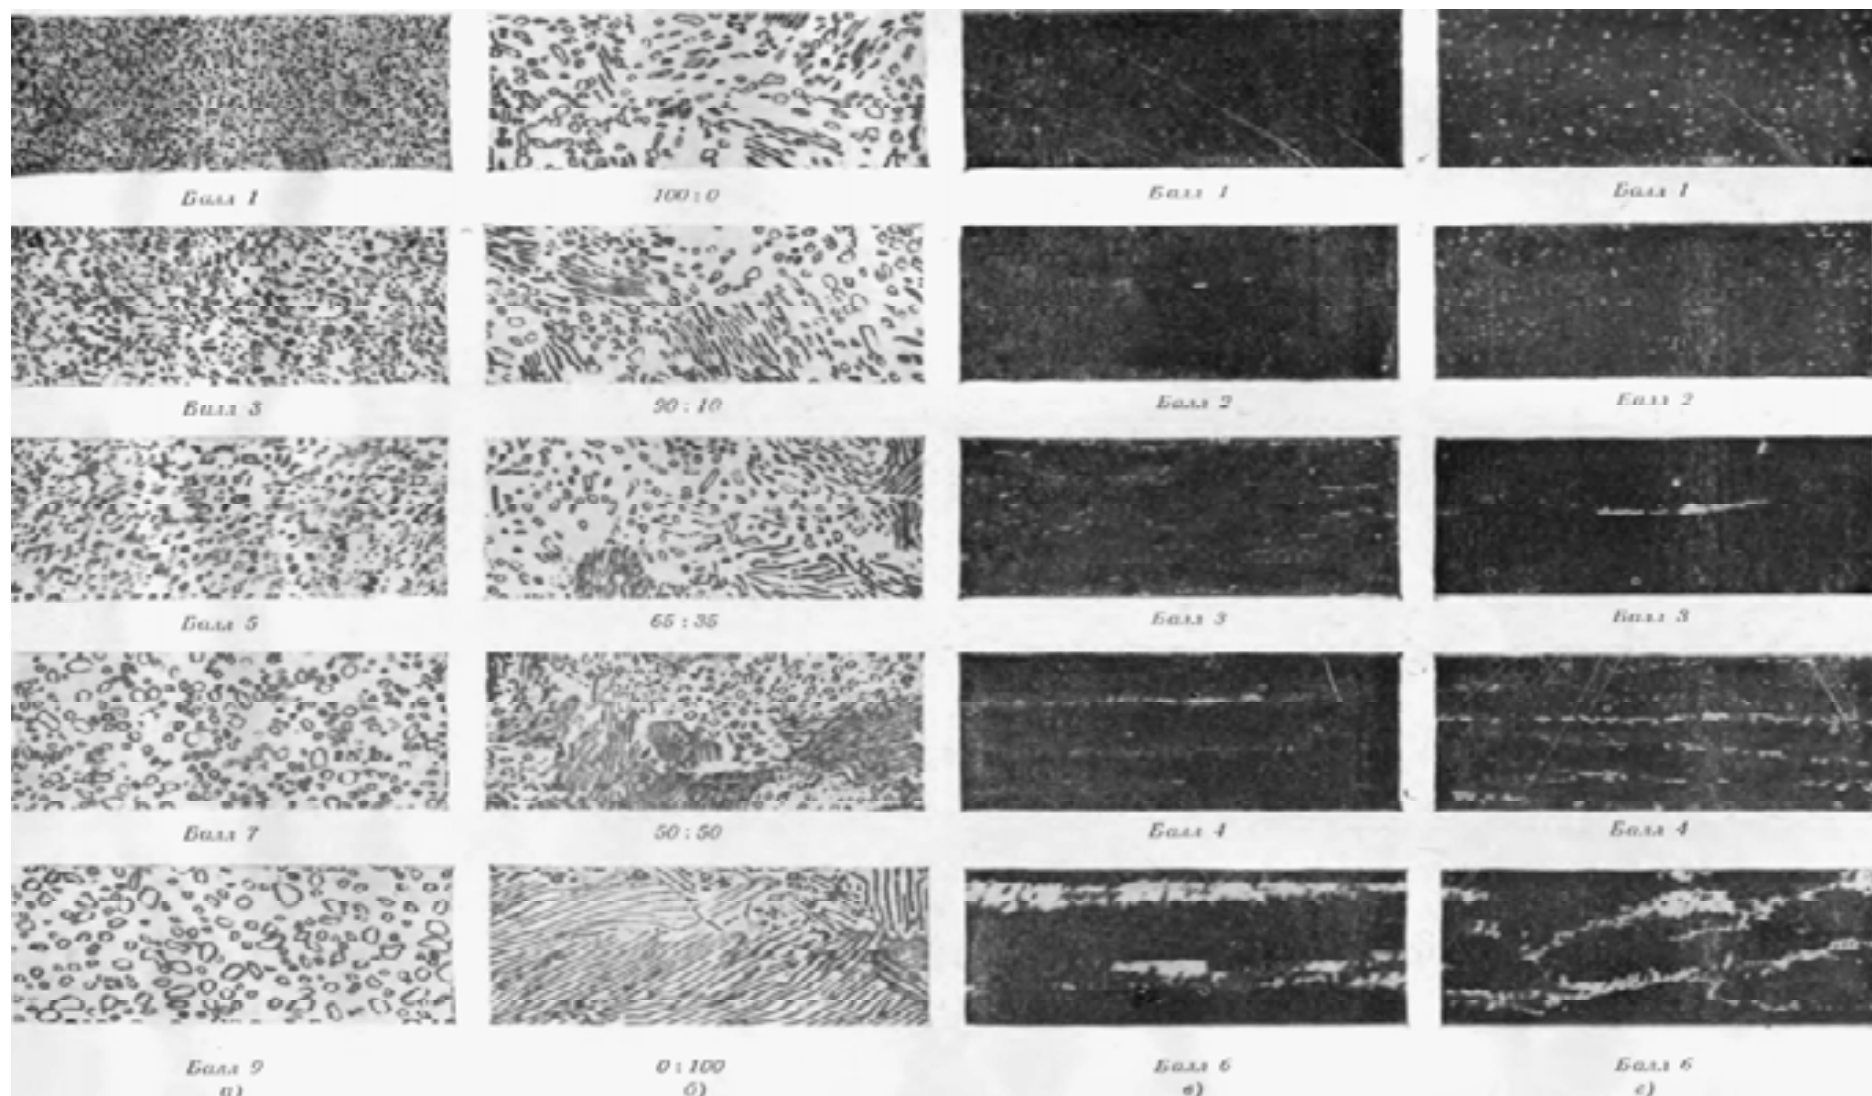 Балл 1 100:0 Балл 1 Балл 1
Балл 3 90:10 Балл 2 Балл 2
Балл 5 65:35 Балл 3 Балл 3
Балл 7 50:50 Балл 4 Балл 4
Балл 9 0:100 Балл 6 Балл 6
а) б) в) г)